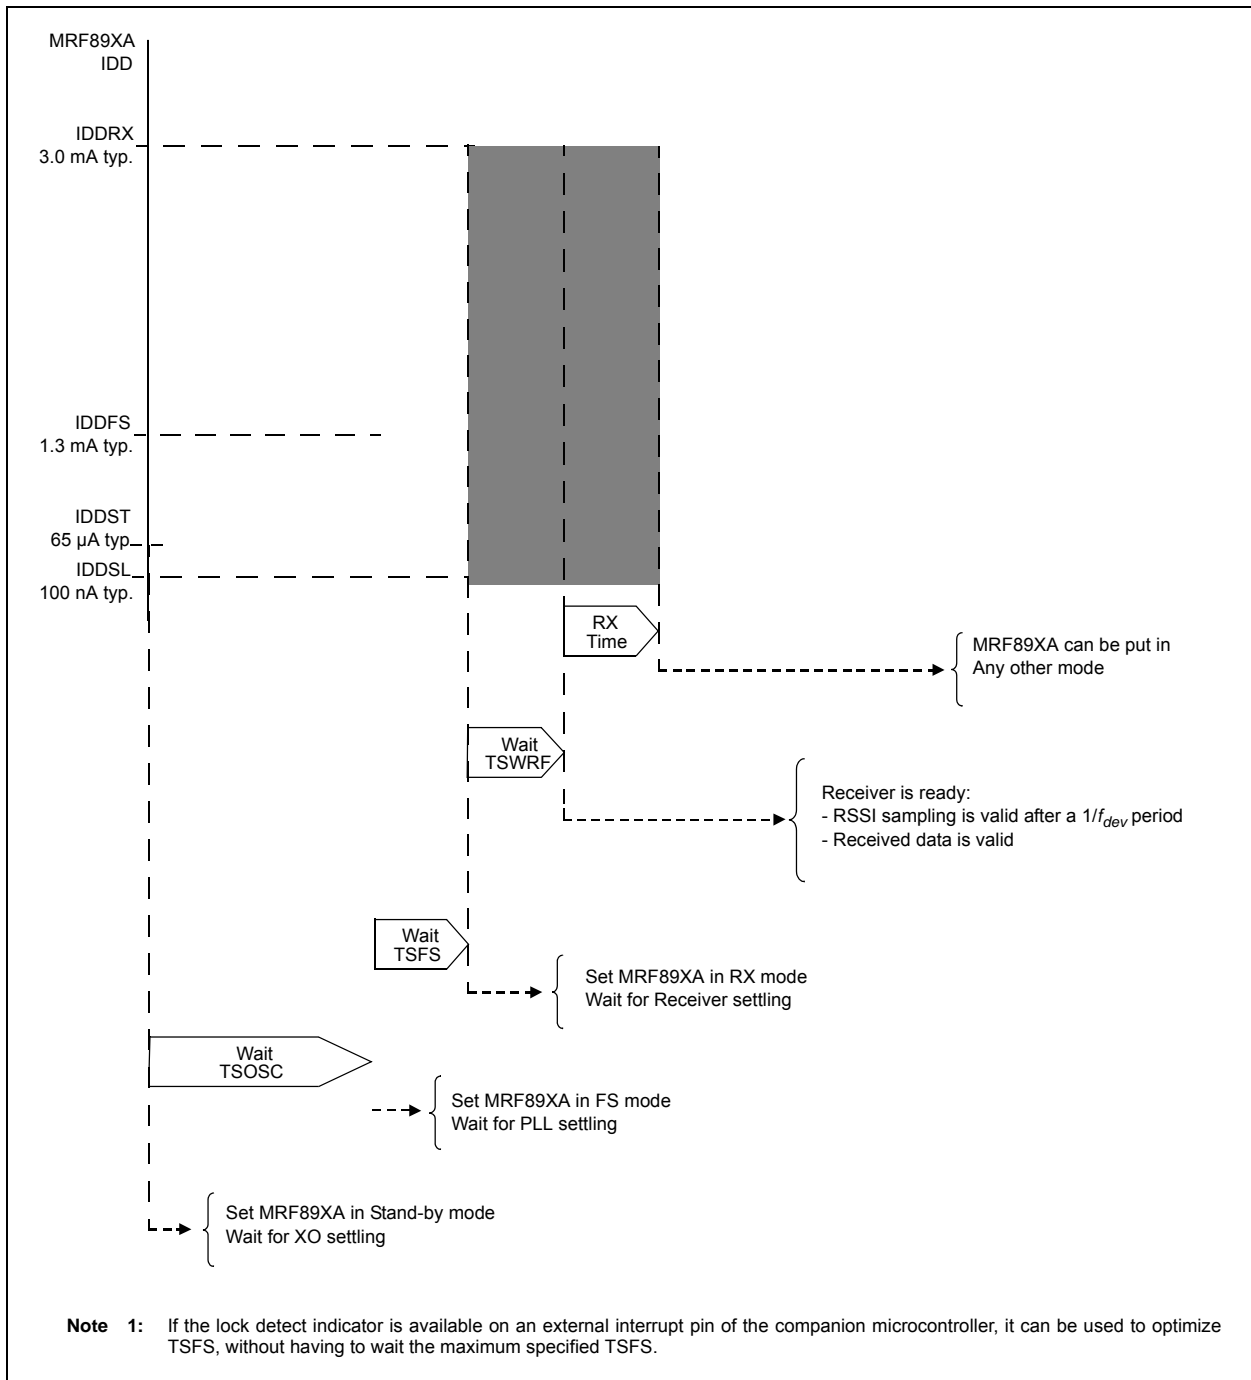 MRF89XA
IDD
IDDRX
3.0 mA typ.
IDDFS
1.3 mA typ.
IDDST
65 µA typ.
IDDSL
100 nA typ.
RX
Time
MRF89XA can be put in
Any other mode
Wait
TSWRF
Receiver is ready:
- RSSI sampling is valid after a 1/fdev period
- Received data is valid
Wait
TSFS
Set MRF89XA in RX mode
Wait for Receiver settling
Wait
TSOSC
Set MRF89XA in FS mode
Wait for PLL settling
Set MRF89XA in Stand-by mode
Wait for XO settling
Note 1: If the lock detect indicator is available on an external interrupt pin of the companion microcontroller, it can be used to optimize
TSFS, without having to wait the maximum specified TSFS.